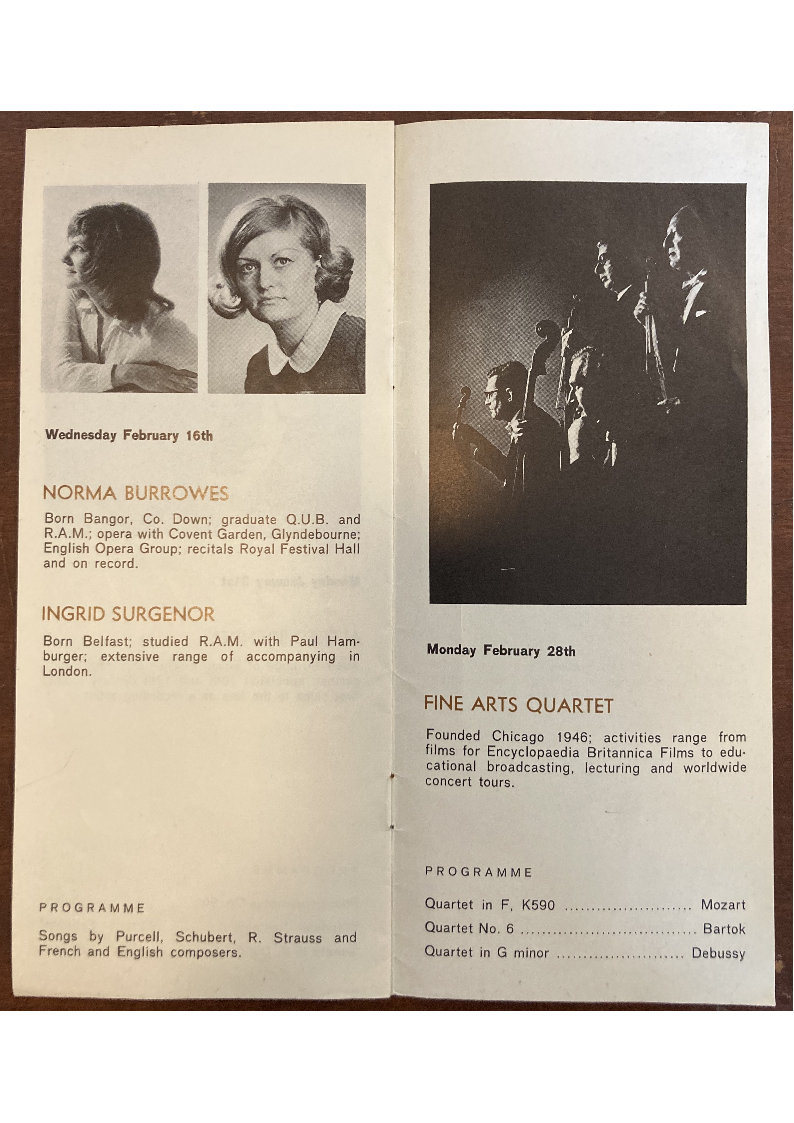 Wednesday February 16th
NORMA BURROWES
Born Bangor, Co. Down; graduate Q.U.B. and
R.A.M.; opera with Covent Garden, Glyndebourne;
English Opera Group; recitals Royal Festival Hall
and on record.
INGRID SURGENOR
Born Belfast; studied R.A.M. with Paul Ham-
burger; extensive range of accompanying in
London.
PROGRAMME
Songs by Purcell, Schubert, R. Strauss and
French and English composers.
Monday February 28th
FINE ARTS QUARTET
Founded Chicago 1946; activities range from
films for Encyclopaedia Britannica Films to edu-
cational broadcasting, lecturing and worldwide
concert tours.
PROGRAMME
Quartet in F, K590 ........................ Mozart
Quartet No. 6 ................................. Bartok
Quartet in G minor ........................ Debussy